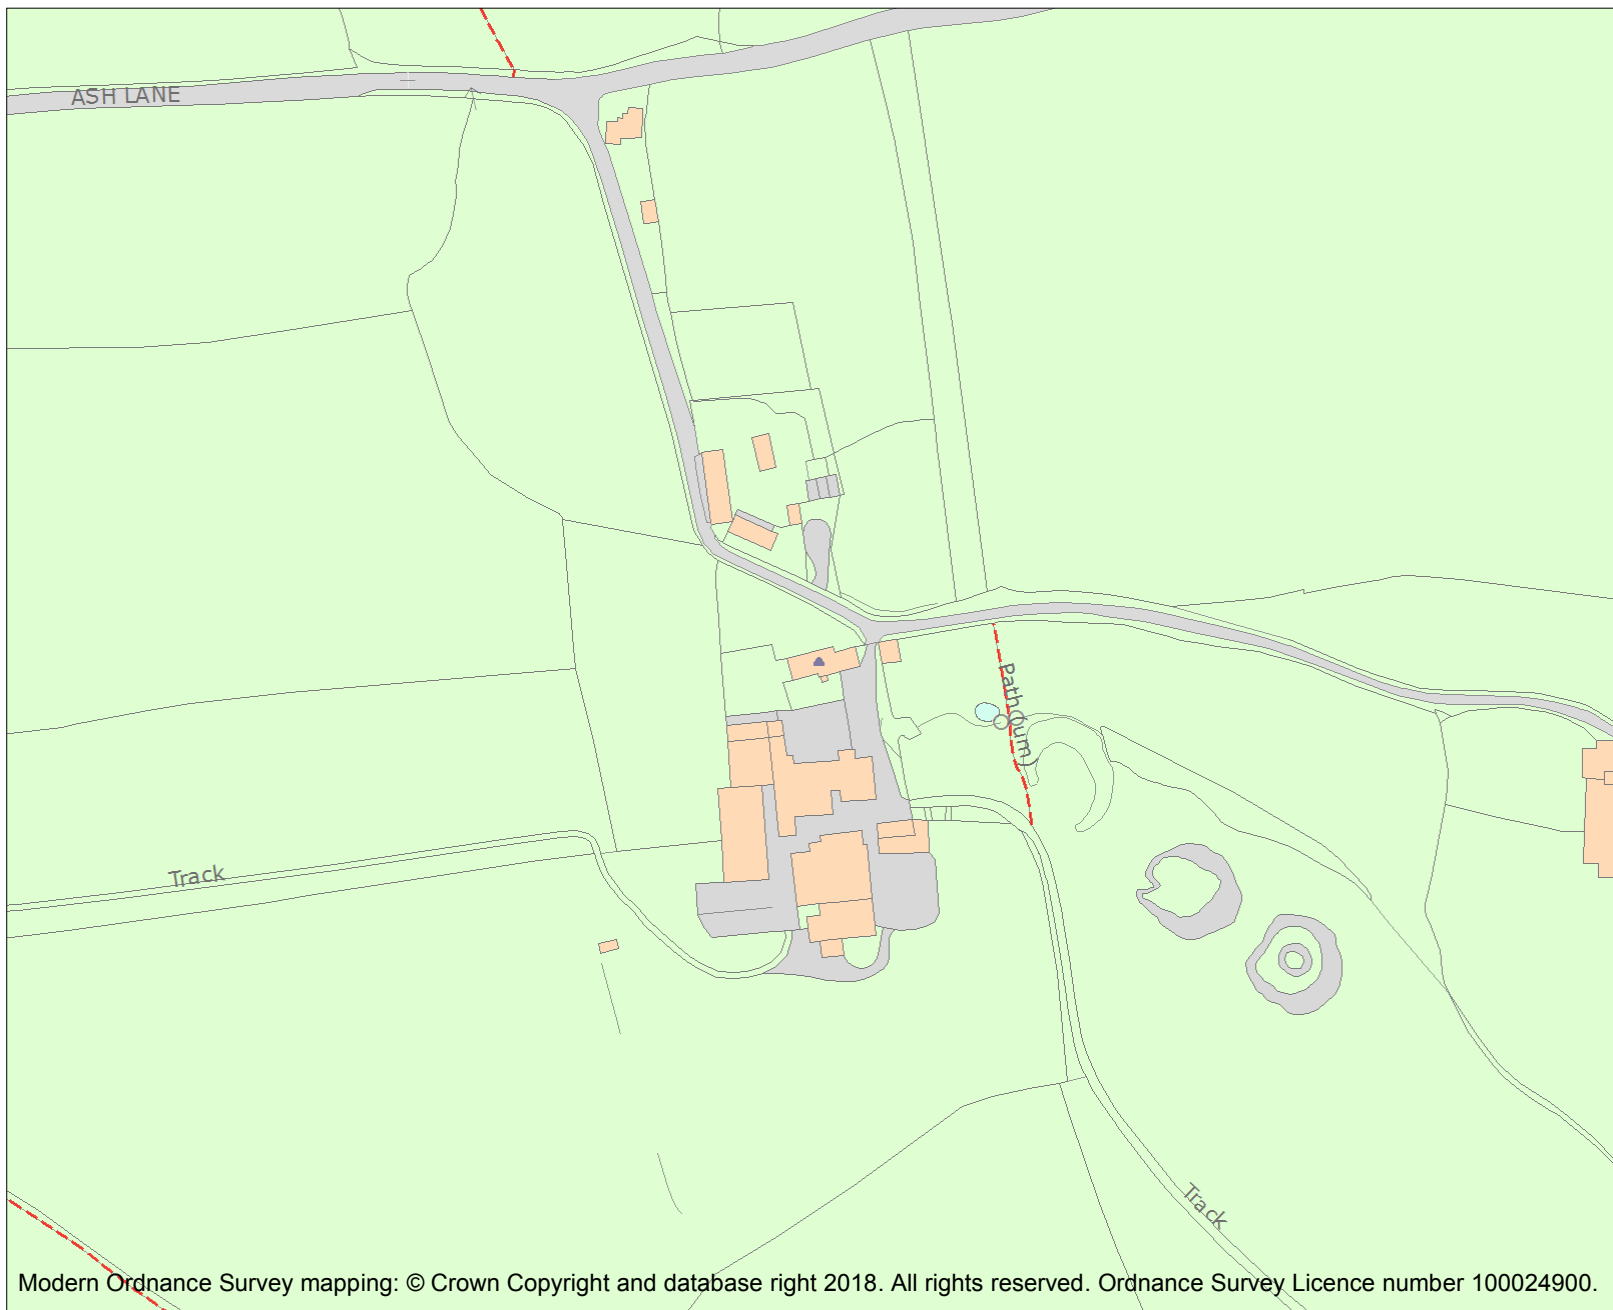 ASH LANE
Path (um)
Track
Track
Modern Ordnance Survey mapping: © Crown Copyright and database right 2018. All rights reserved. Ordnance Survey Licence number 100024900.